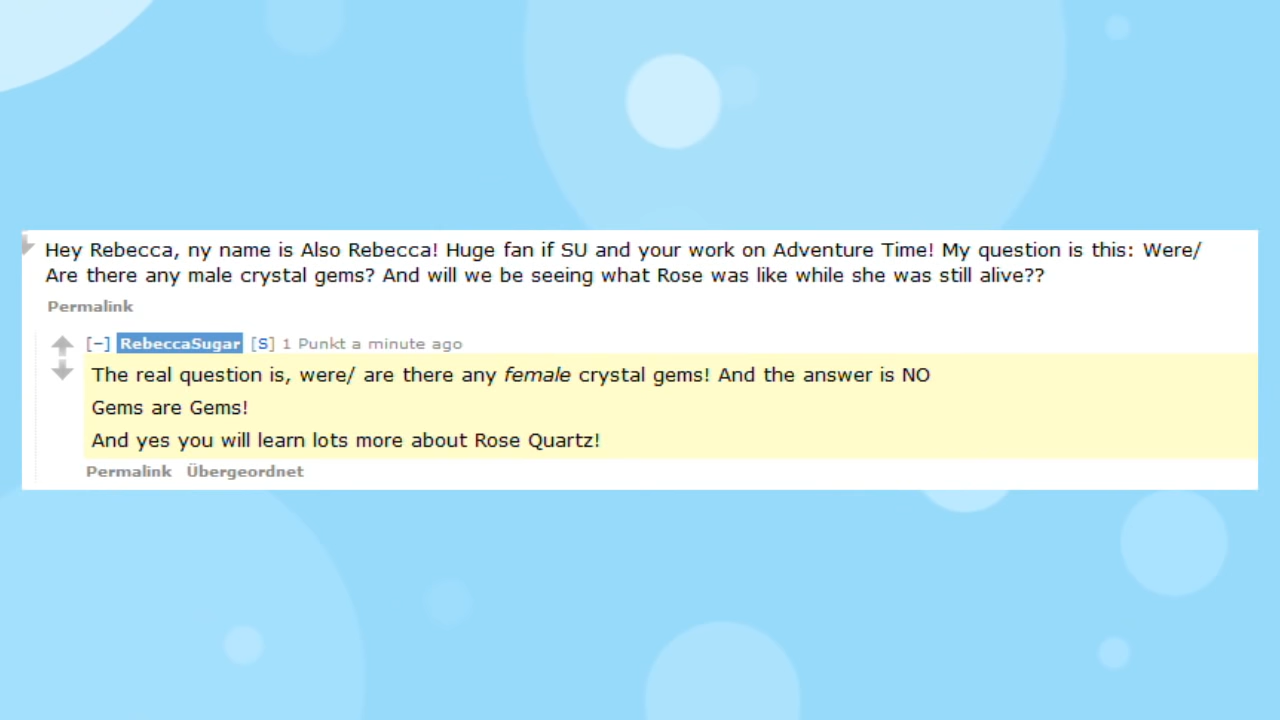 Hey Rebecca, ny name is Also Rebecca! Huge fan if SU and your work on Adventure Time! My question is this: Were/
Are there any male crystal gems? And will we be seeing what Rose was like while she was still alive??
Permalink
[−] RebeccaSugar [S] 1 Punkt a minute ago
The real question is, were/ are there any female crystal gems! And the answer is NO
Gems are Gems!
And yes you will learn lots more about Rose Quartz!
Permalink Übergeordnet